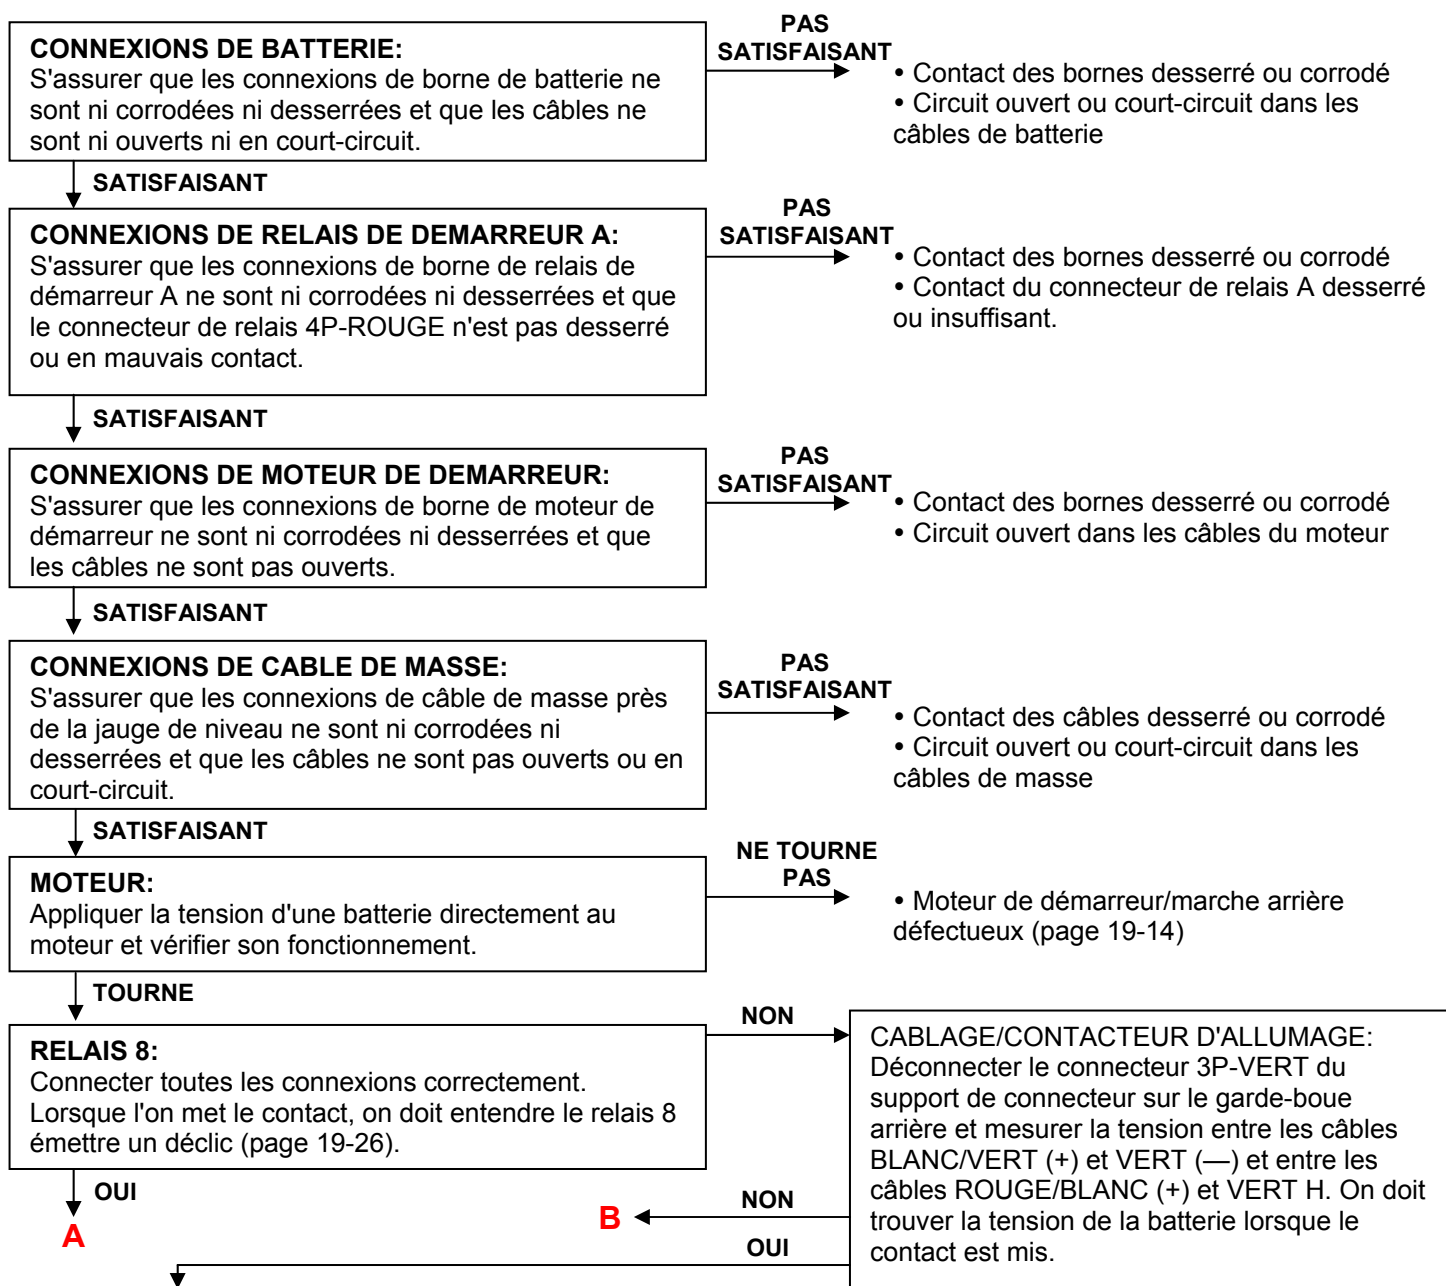 CONNEXIONS DE BATTERIE:
S'assurer que les connexions de borne de batterie ne
sont ni corrodées ni desserrées et que les câbles ne
sont ni ouverts ni en court-circuit.
PAS
SATISFAISANT
• Contact des bornes desserré ou corrodé
• Circuit ouvert ou court-circuit dans les
câbles de batterie
SATISFAISANT
CONNEXIONS DE RELAIS DE DEMARREUR A:
S'assurer que les connexions de borne de relais de
démarreur A ne sont ni corrodées ni desserrées et que
le connecteur de relais 4P-ROUGE n'est pas desserré
ou en mauvais contact.
PAS
SATISFAISANT
• Contact des bornes desserré ou corrodé
• Contact du connecteur de relais A desserré
ou insuffisant.
SATISFAISANT
CONNEXIONS DE MOTEUR DE DEMARREUR:
S'assurer que les connexions de borne de moteur de
démarreur ne sont ni corrodées ni desserrées et que
les câbles ne sont pas ouverts.
PAS
SATISFAISANT
• Contact des bornes desserré ou corrodé
• Circuit ouvert dans les câbles du moteur
SATISFAISANT
CONNEXIONS DE CABLE DE MASSE:
S'assurer que les connexions de câble de masse près
de la jauge de niveau ne sont ni corrodées ni
desserrées et que les câbles ne sont pas ouverts ou en
court-circuit.
PAS
SATISFAISANT
• Contact des câbles desserré ou corrodé
• Circuit ouvert ou court-circuit dans les
câbles de masse
SATISFAISANT
MOTEUR:
Appliquer la tension d'une batterie directement au
moteur et vérifier son fonctionnement.
NE TOURNE
PAS
• Moteur de démarreur/marche arrière
défectueux (page 19-14)
TOURNE
RELAIS 8:
Connecter toutes les connexions correctement.
Lorsque l'on met le contact, on doit entendre le relais 8
émettre un déclic (page 19-26).
NON
CABLAGE/CONTACTEUR D'ALLUMAGE:
Déconnecter le connecteur 3P-VERT du
support de connecteur sur le garde-boue
arrière et mesurer la tension entre les câbles
BLANC/VERT (+) et VERT (—) et entre les
câbles ROUGE/BLANC (+) et VERT H. On doit
trouver la tension de la batterie lorsque le
contact est mis.
OUI
A
NON
B
OUI